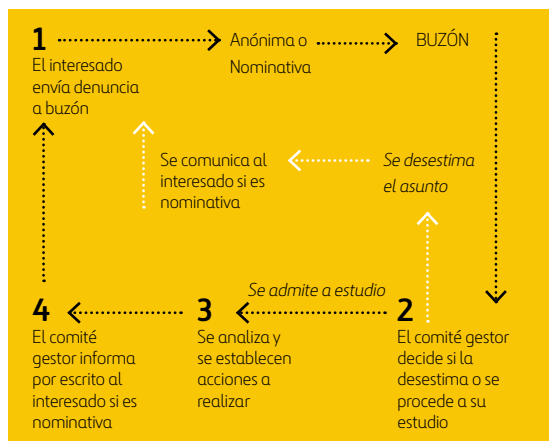 1
El interesado
envía denuncia
a buzón
Anónima o
Nominativa
BUZÓN
Se comunica al
interesado si es
nominativa
Se desestima
el asunto
Se admite a estudio
2
El comité gestor
decide si la
desestima o se
procede a su
estudio
3
Se analiza y
se establecen
acciones a
realizar
4
El comité
gestor informa
por escrito al
interesado si es
nominativa